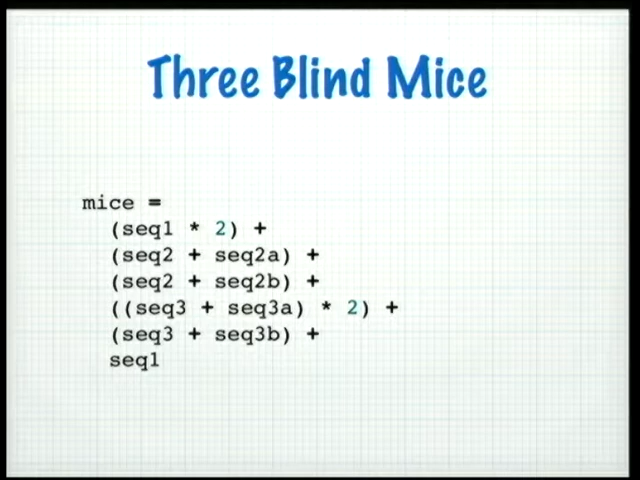 Three Blind Mice
mice =
(seq1 * 2) +
(seq2 + seq2a) +
(seq2 + seq2b) +
((seq3 + seq3a) * 2) +
(seq3 + seq3b) +
seq1